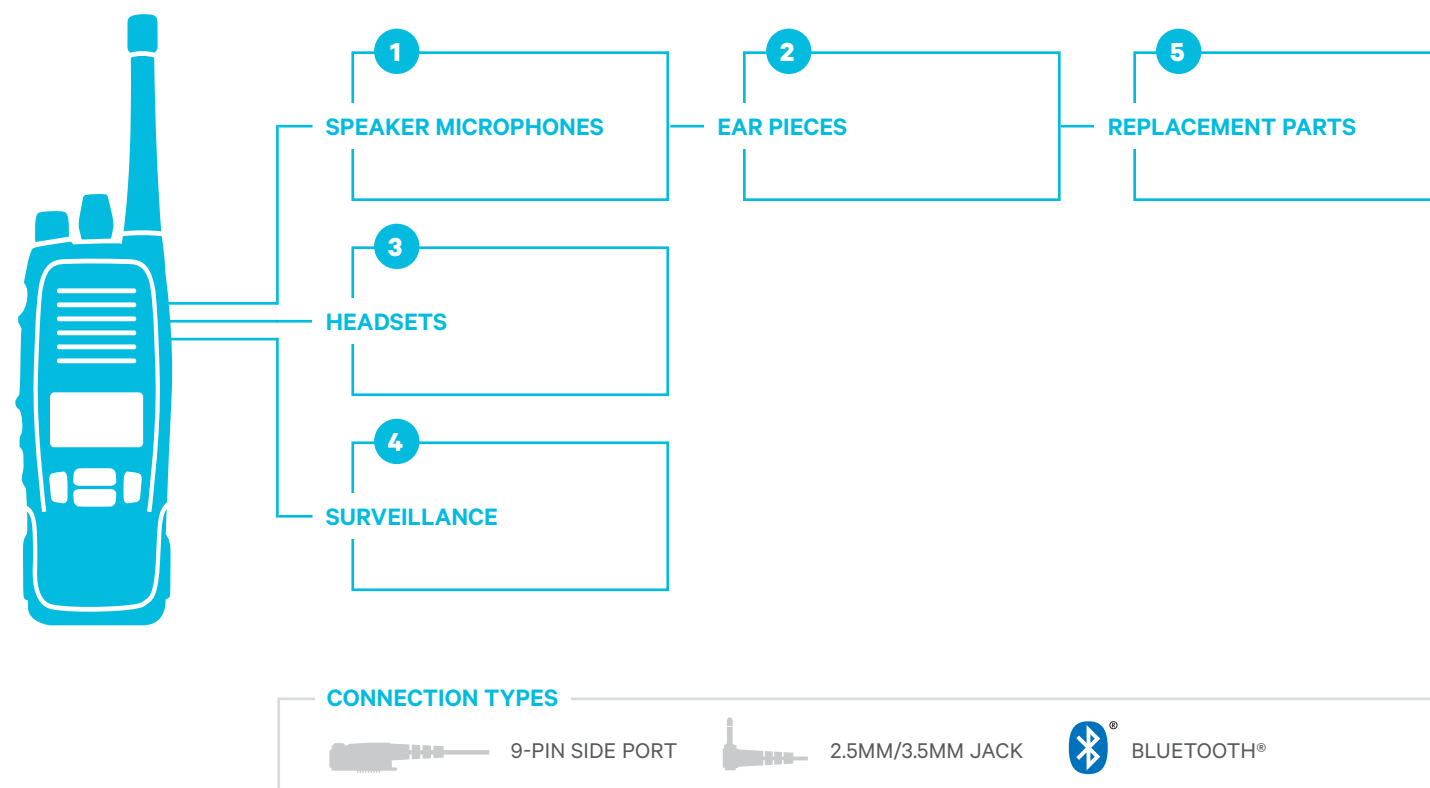 1
2
5
SPEAKER MICROPHONES
EAR PIECES
REPLACEMENT PARTS
3
HEADSETS
4
SURVEILLANCE
CONNECTION TYPES
9-PIN SIDE PORT
2.5MM/3.5MM JACK
®
BLUETOOTH®